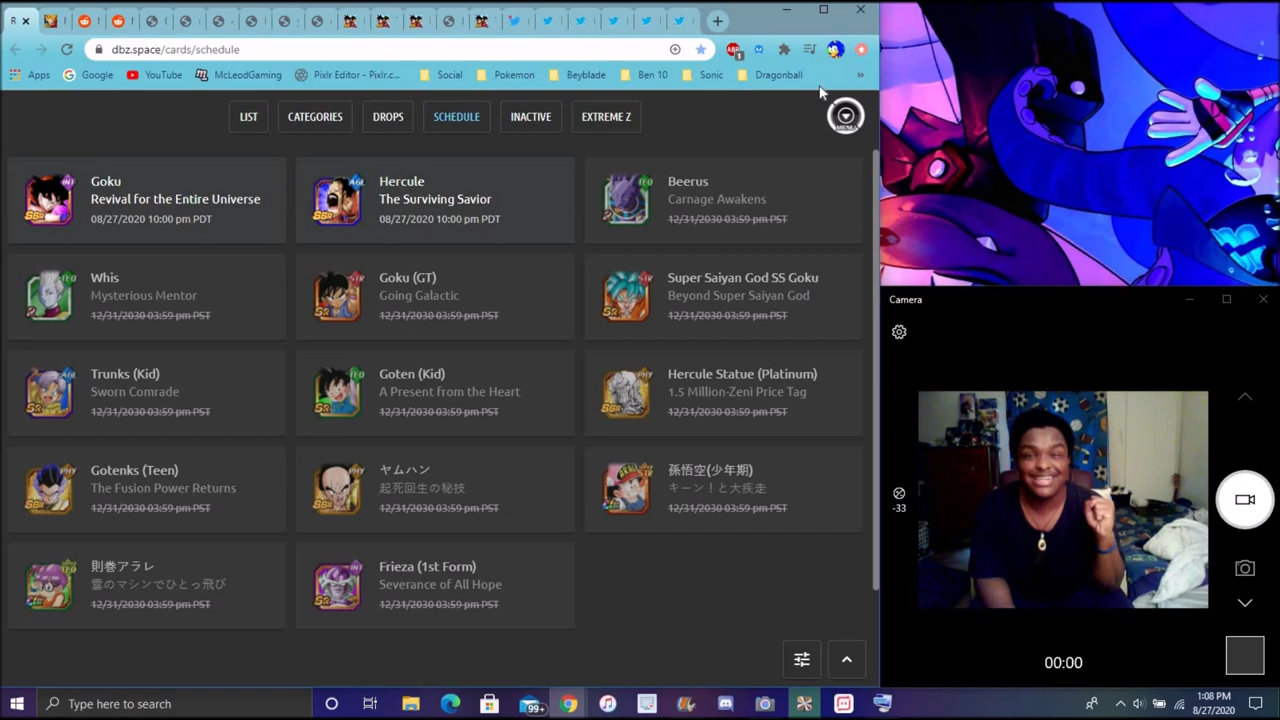 dbz.space/cards/schedule
Apps Google YouTube McLeodGaming Pixlr Editor - Pixlr.c... Social Pokemon Beyblade Ben 10 Sonic Dragonball »
LIST CATEGORIES DROPS SCHEDULE INACTIVE EXTREME Z
MENU
Goku
Revival for the Entire Universe
08/27/2020 10:00 pm PDT
Hercule
The Surviving Savior
08/27/2020 10:00 pm PDT
Beerus
Carnage Awakens
12/31/2030 03:59 pm PST
Whis
Mysterious Mentor
12/31/2030 03:59 pm PST
Goku (GT)
Going Galactic
12/31/2030 03:59 pm PST
Super Saiyan God SS Goku
Beyond Super Saiyan God
12/31/2030 03:59 pm PST
Trunks (Kid)
Sworn Comrade
12/31/2030 03:59 pm PST
Goten (Kid)
A Present from the Heart
12/31/2030 03:59 pm PST
Hercule Statue (Platinum)
1.5 Million-Zeni Price Tag
12/31/2030 03:59 pm PST
Gotenks (Teen)
The Fusion Power Returns
12/31/2030 03:59 pm PST
ヤムハン
起死回生の秘技
12/31/2030 03:59 pm PST
孫悟空(少年期)
キーン！と大疾走
12/31/2030 03:59 pm PST
則巻アラレ
雲のマシンでひとっ飛び
12/31/2030 03:59 pm PST
Frieza (1st Form)
Severance of All Hope
12/31/2030 03:59 pm PST
Camera
-33
00:00
Type here to search
99+
1:08 PM
8/27/2020